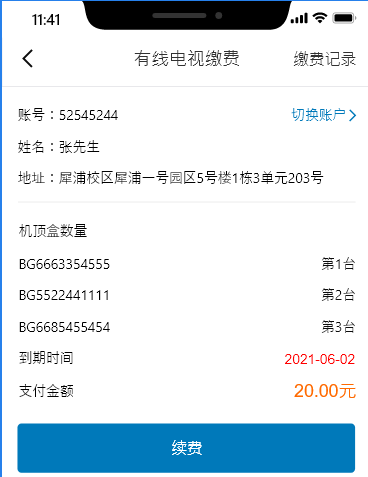 11:41
有线电视缴费 缴费记录
账号：52545244 切换账户
姓名：张先生
地址：犀浦校区犀浦一号园区5号楼1栋3单元203号
机顶盒数量
BG6663354555 第1台
BG5522441111 第2台
BG6685455454 第3台
到期时间 2021-06-02
支付金额 20.00元
续费